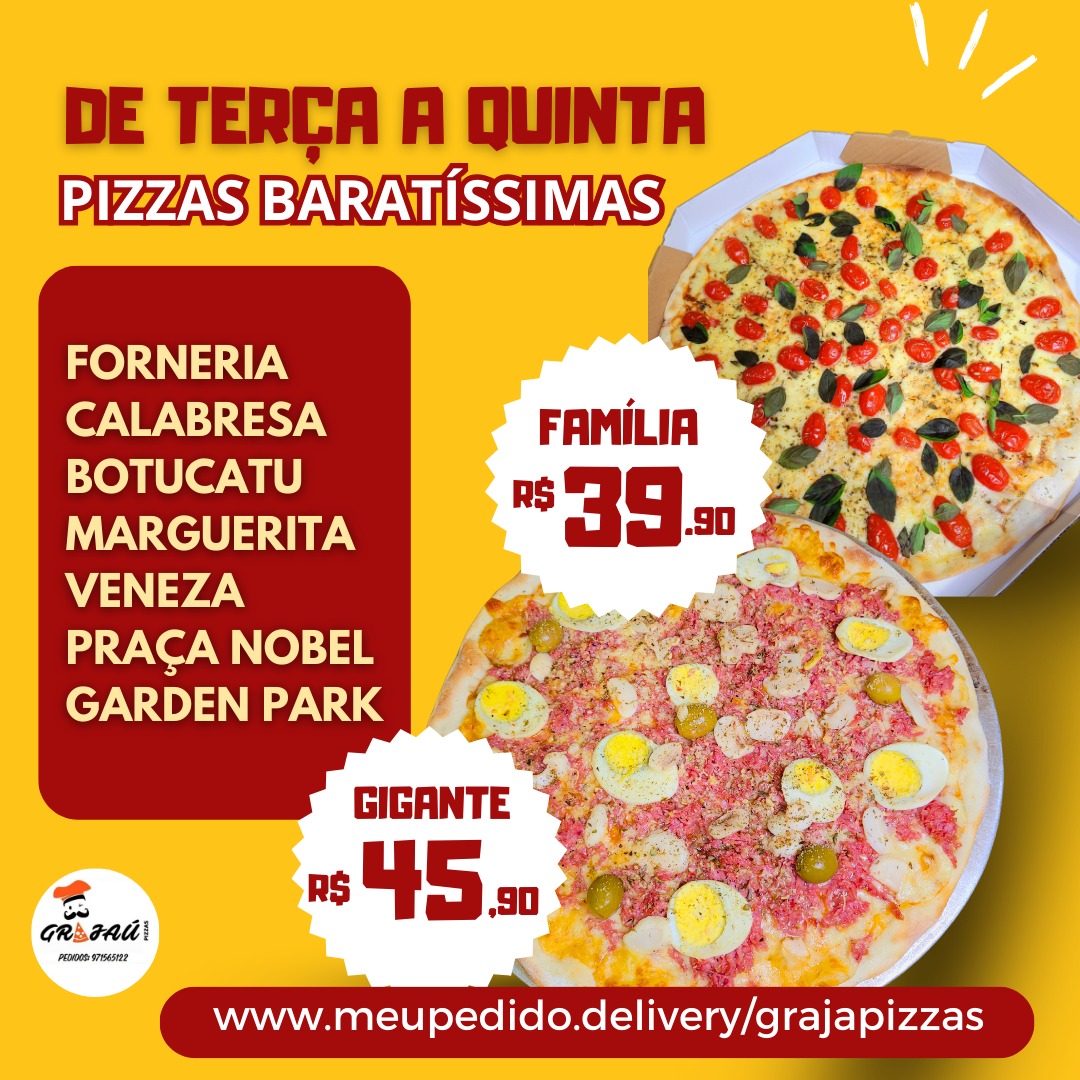 DE TERÇA A QUINTA
PIZZAS BARATÍSSIMAS
FORNERIA
CALABRESA
BOTUCATU
MARGUERITA
VENEZA
PRAÇA NOBEL
GARDEN PARK
FAMÍLIA
R$ 39.90
GIGANTE
R$ 45,90
GRAJAÚ PIZZAS
PEDIDOS: 971565122
www.meupedido.delivery/grajapizzas